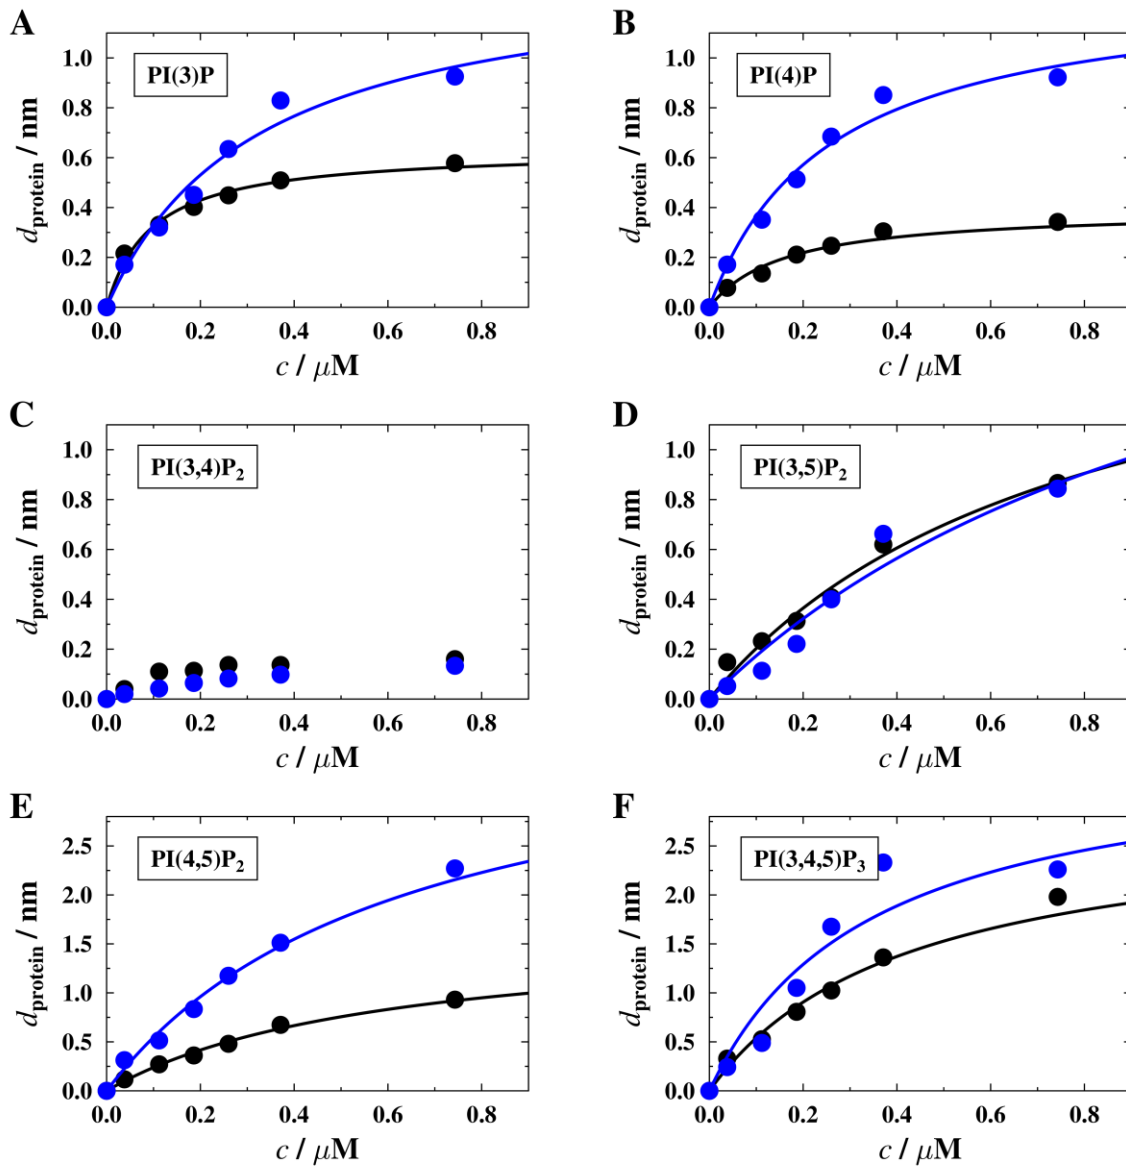 A
B
PI(3)P
PI(4)P
d_protein / nm
1.0
0.8
0.6
0.4
0.2
0.0
0.0 0.2 0.4 0.6 0.8
c / μM
d_protein / nm
1.0
0.8
0.6
0.4
0.2
0.0
0.0 0.2 0.4 0.6 0.8
c / μM
C
D
PI(3,4)P₂
PI(3,5)P₂
d_protein / nm
1.0
0.8
0.6
0.4
0.2
0.0
0.0 0.2 0.4 0.6 0.8
c / μM
d_protein / nm
1.0
0.8
0.6
0.4
0.2
0.0
0.0 0.2 0.4 0.6 0.8
c / μM
E
F
PI(4,5)P₂
PI(3,4,5)P₃
d_protein / nm
2.5
2.0
1.5
1.0
0.5
0.0
0.0 0.2 0.4 0.6 0.8
c / μM
d_protein / nm
2.5
2.0
1.5
1.0
0.5
0.0
0.0 0.2 0.4 0.6 0.8
c / μM